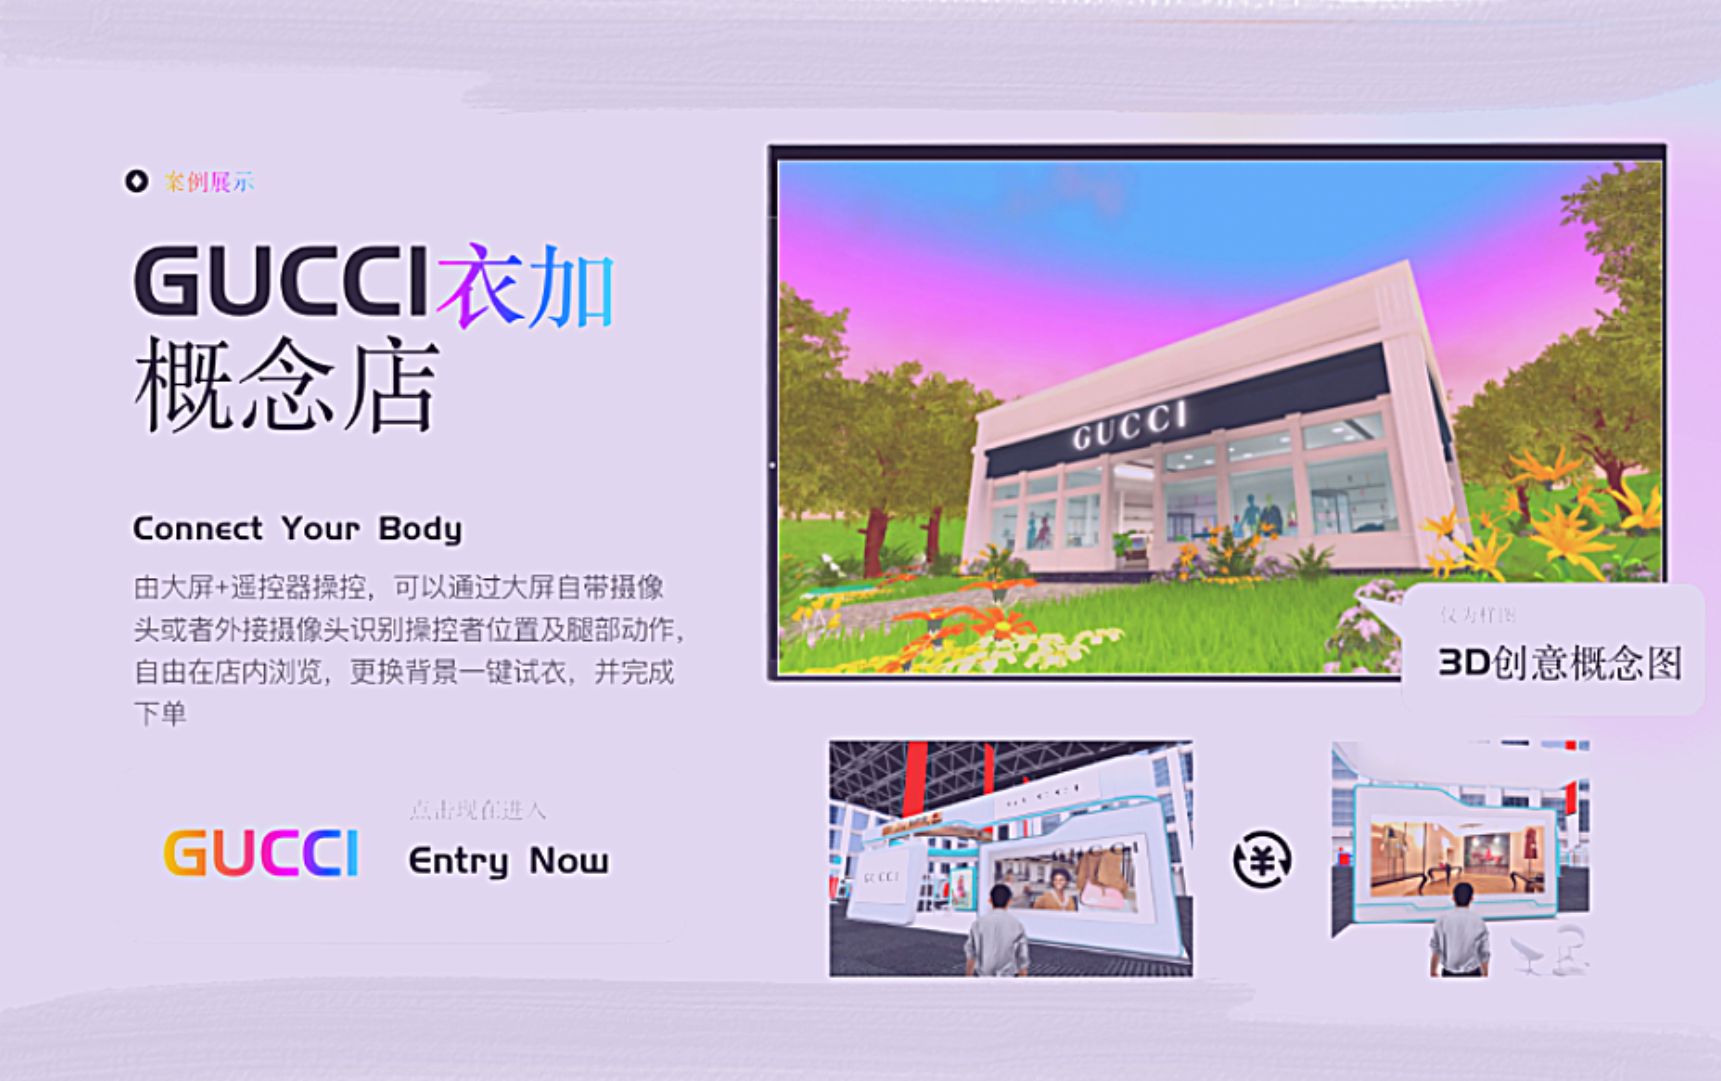 案例展示
GUCCI衣加
概念店
Connect Your Body
由大屏+遥控器操控，可以通过大屏自带摄像
头或者外接摄像头识别操控者位置及腿部动作，
自由在店内浏览，更换背景一键试衣，并完成
下单
点击现在进入
GUCCI
Entry Now
GUCCI
仅为样图
3D创意概念图
GUCCI
GUCCI
GUCCI